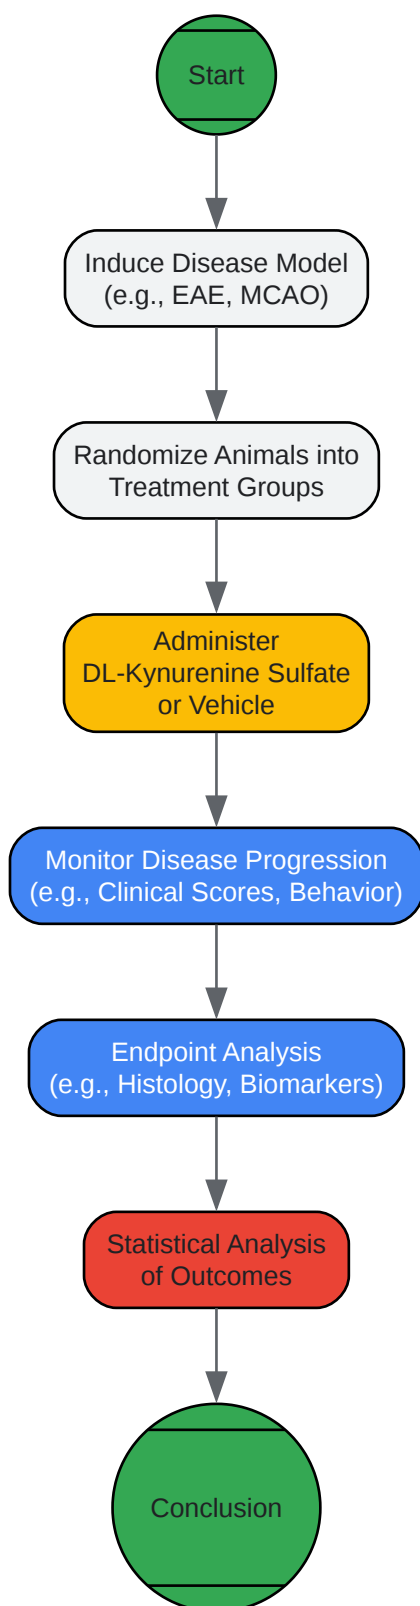 Start
Induce Disease Model
(e.g., EAE, MCAO)
Randomize Animals into
Treatment Groups
Administer
DL-Kynurenine Sulfate
or Vehicle
Monitor Disease Progression
(e.g., Clinical Scores, Behavior)
Endpoint Analysis
(e.g., Histology, Biomarkers)
Statistical Analysis
of Outcomes
Conclusion